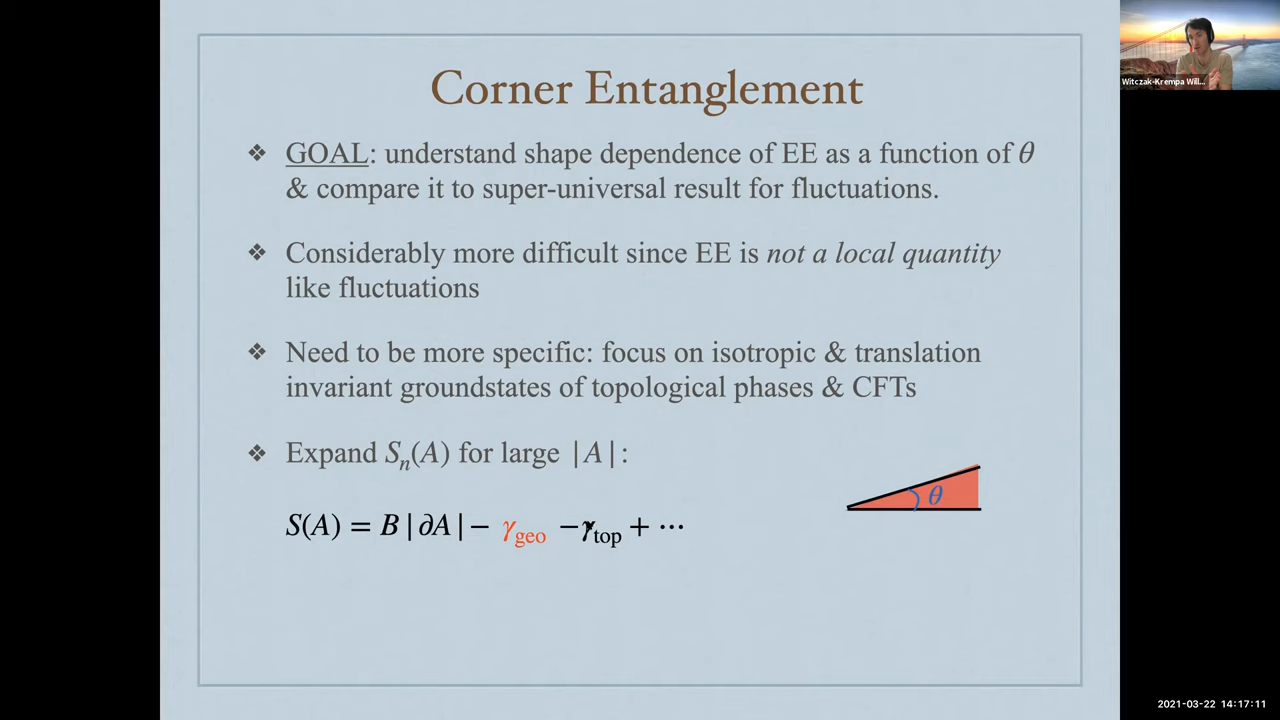 Corner Entanglement
❖ GOAL: understand shape dependence of EE as a function of θ
& compare it to super-universal result for fluctuations.
❖ Considerably more difficult since EE is not a local quantity
like fluctuations
❖ Need to be more specific: focus on isotropic & translation
invariant groundstates of topological phases & CFTs
❖ Expand Sₙ(A) for large |A|:
S(A) = B|∂A| − γgeo − γtop + ⋯
θ
Witczak-Krempa Will...
2021-03-22 14:17:11